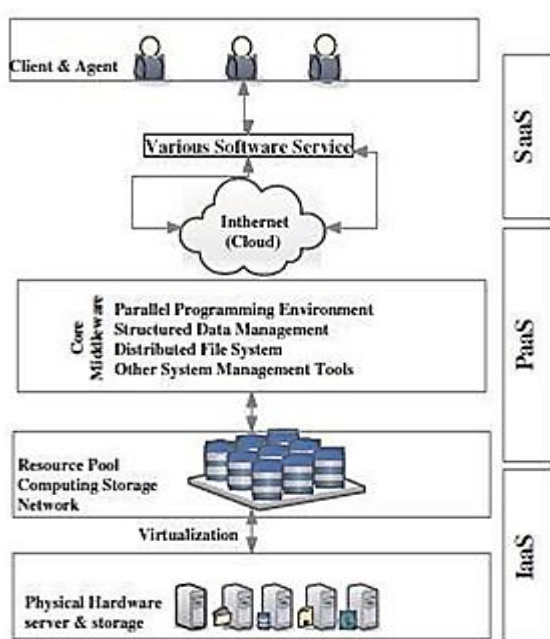 Client & Agent
Various Software Service
Inthernet
(Cloud)
SaaS
Core
Middleware
Parallel Programming Environment
Structured Data Management
Distributed File System
Other System Management Tools
PaaS
Resource Pool
Computing Storage
Network
Virtualization
Physical Hardware
server & storage
IaaS